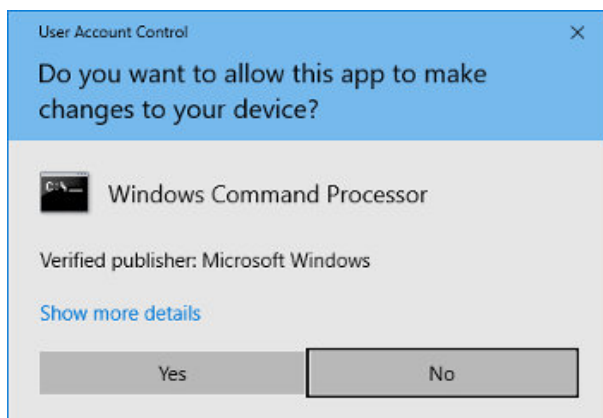 User Account Control
Do you want to allow this app to make
changes to your device?
C:\_
Windows Command Processor
Verified publisher: Microsoft Windows
Show more details
Yes
No